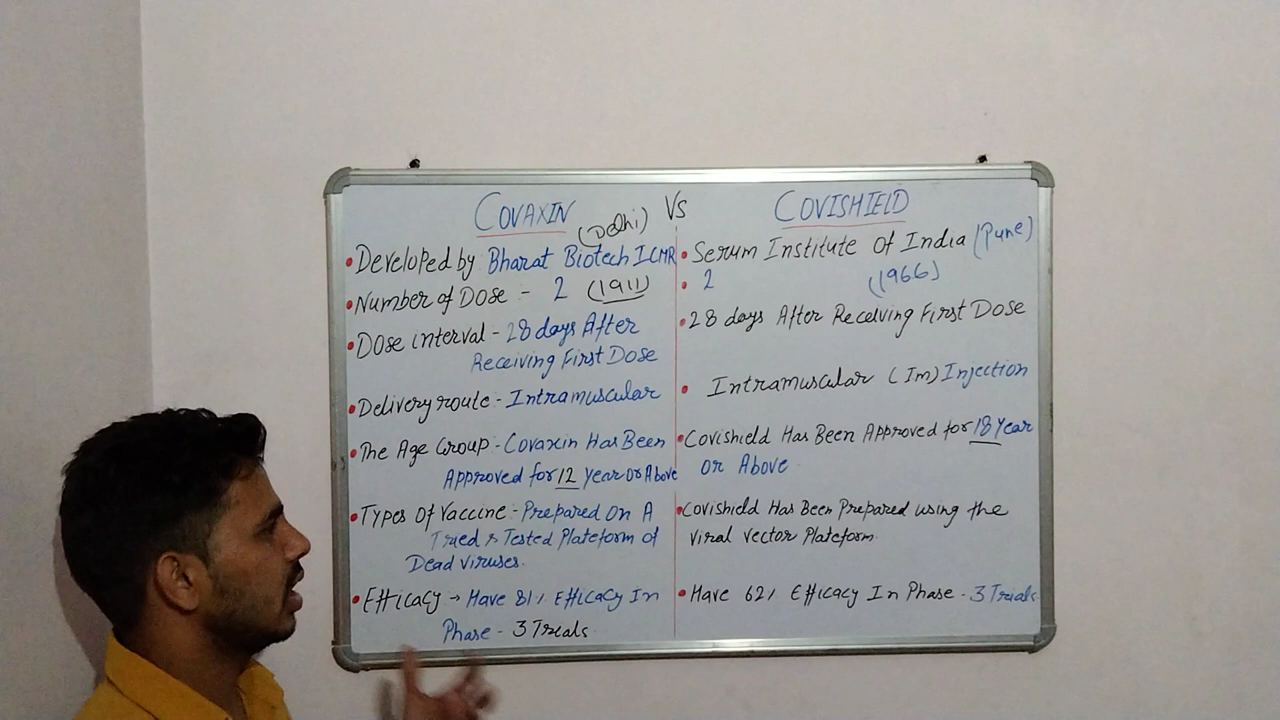 COVAXIN VS COVISHIELD
(Delhi)
• Developed by Bharat Biotech ICMR
• Number of Dose - 2 (1911)
• Dose interval - 28 days After
Receiving First Dose
• Delivery route - Intramuscular
• The Age Group - Covaxin Has Been
Approved for 12 Year or Above
• Types of Vaccine - Prepared On A
Tried & Tested Plateform of
Dead Viruses.
• Efficacy → Have 81% Efficacy In
Phase - 3 Trials
• Serum Institute Of India (Pune)
• 2 (1966)
• 28 days After Receiving First Dose
• Intramuscular (Im) Injection
• Covishield Has Been Approved for 18 Year
or Above
• Covishield Has Been Prepared using the
viral vector Plateform.
• Have 62% Efficacy In Phase - 3 Trials